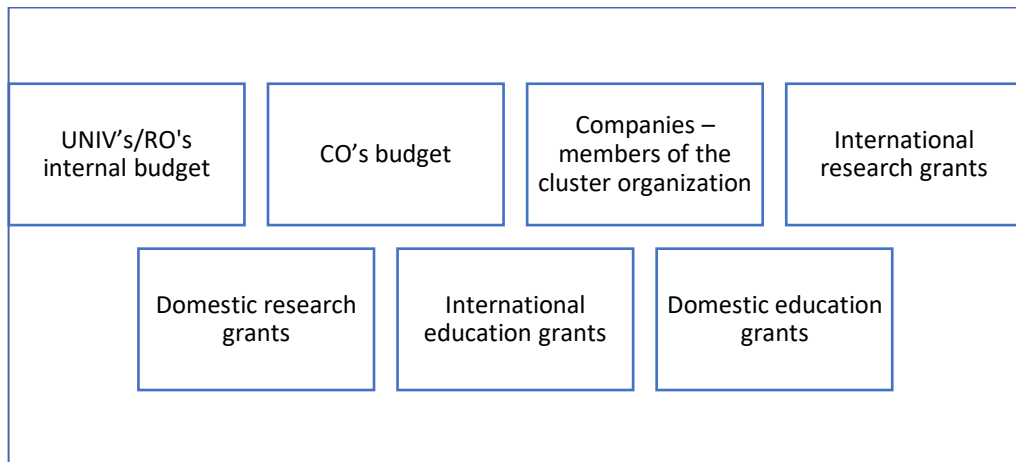 UNIV’s/RO's
internal budget
CO’s budget
Companies –
members of the
cluster organization
International
research grants
Domestic research
grants
International
education grants
Domestic education
grants